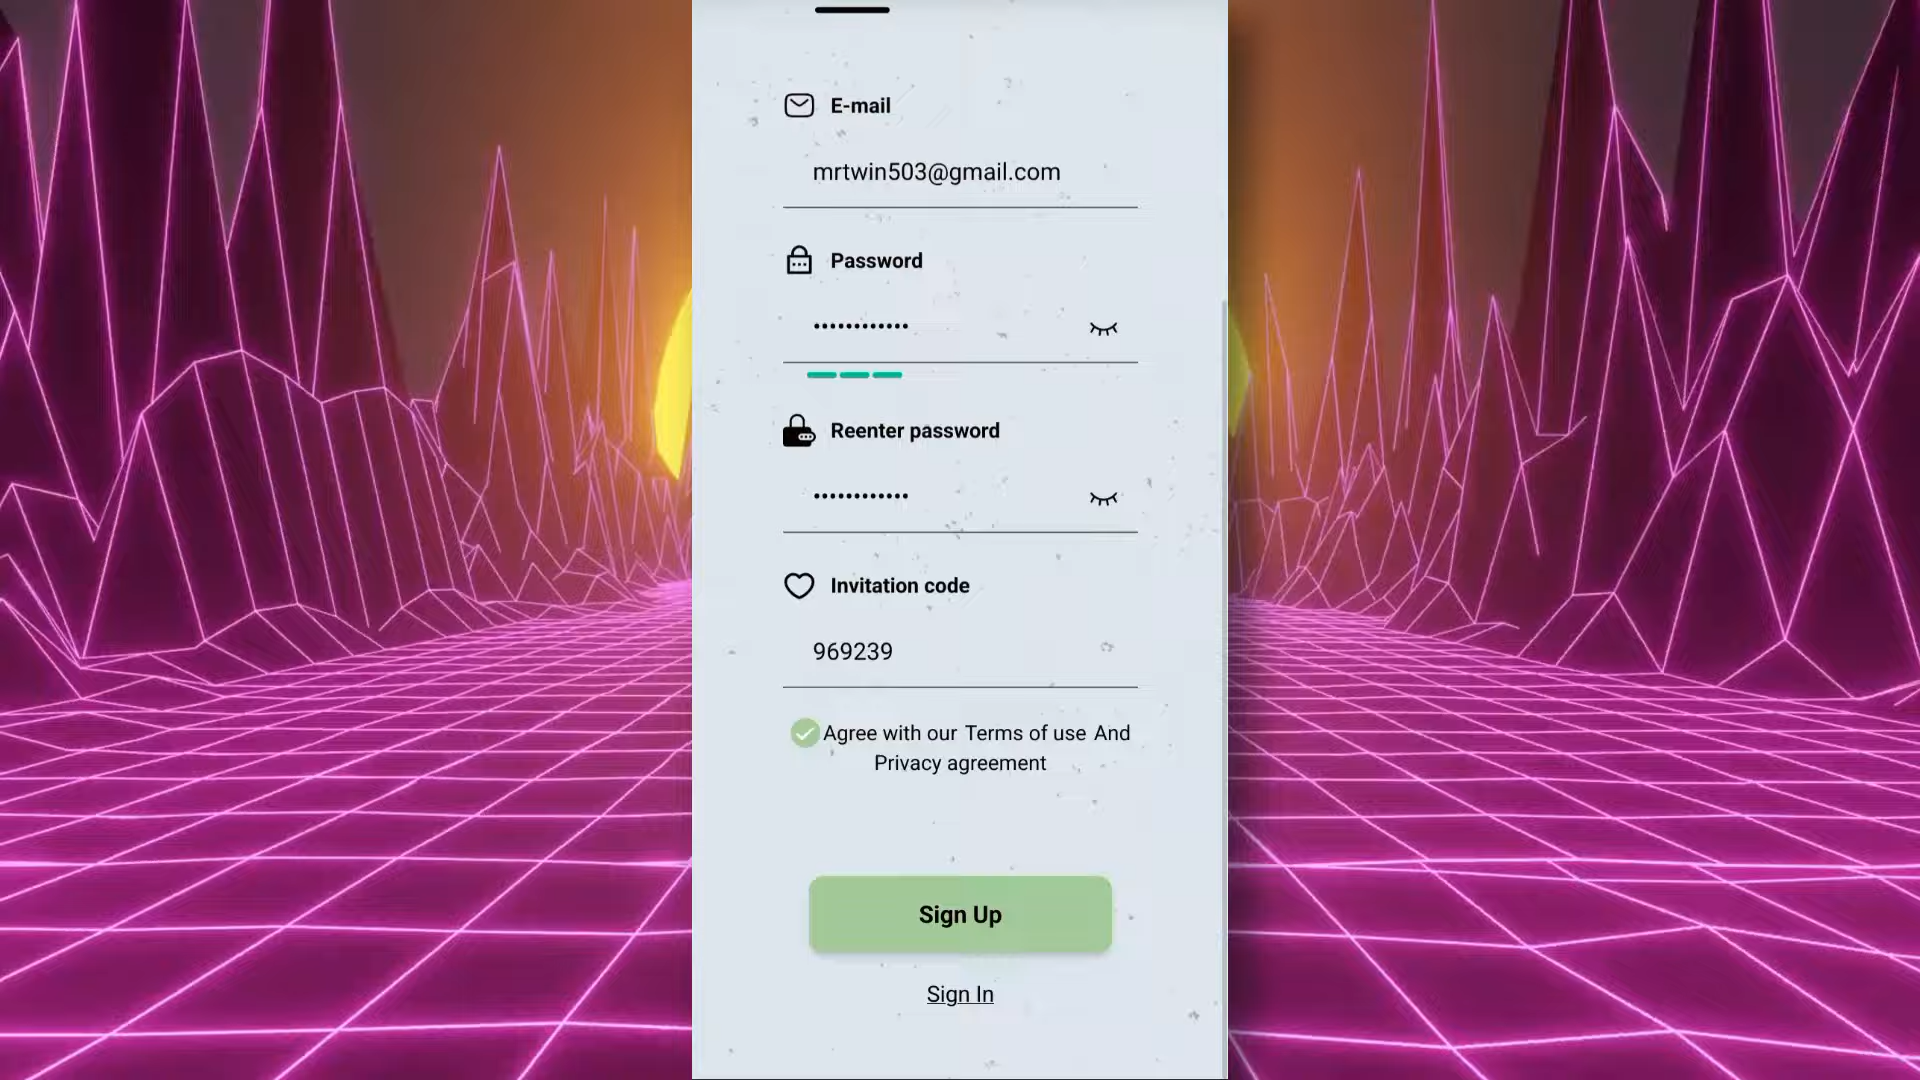 E-mail
mrtwin503@gmail.com
Password
••••••••••••
Reenter password
••••••••••••
Invitation code
969239
Agree with our Terms of use And
Privacy agreement
Sign Up
Sign In